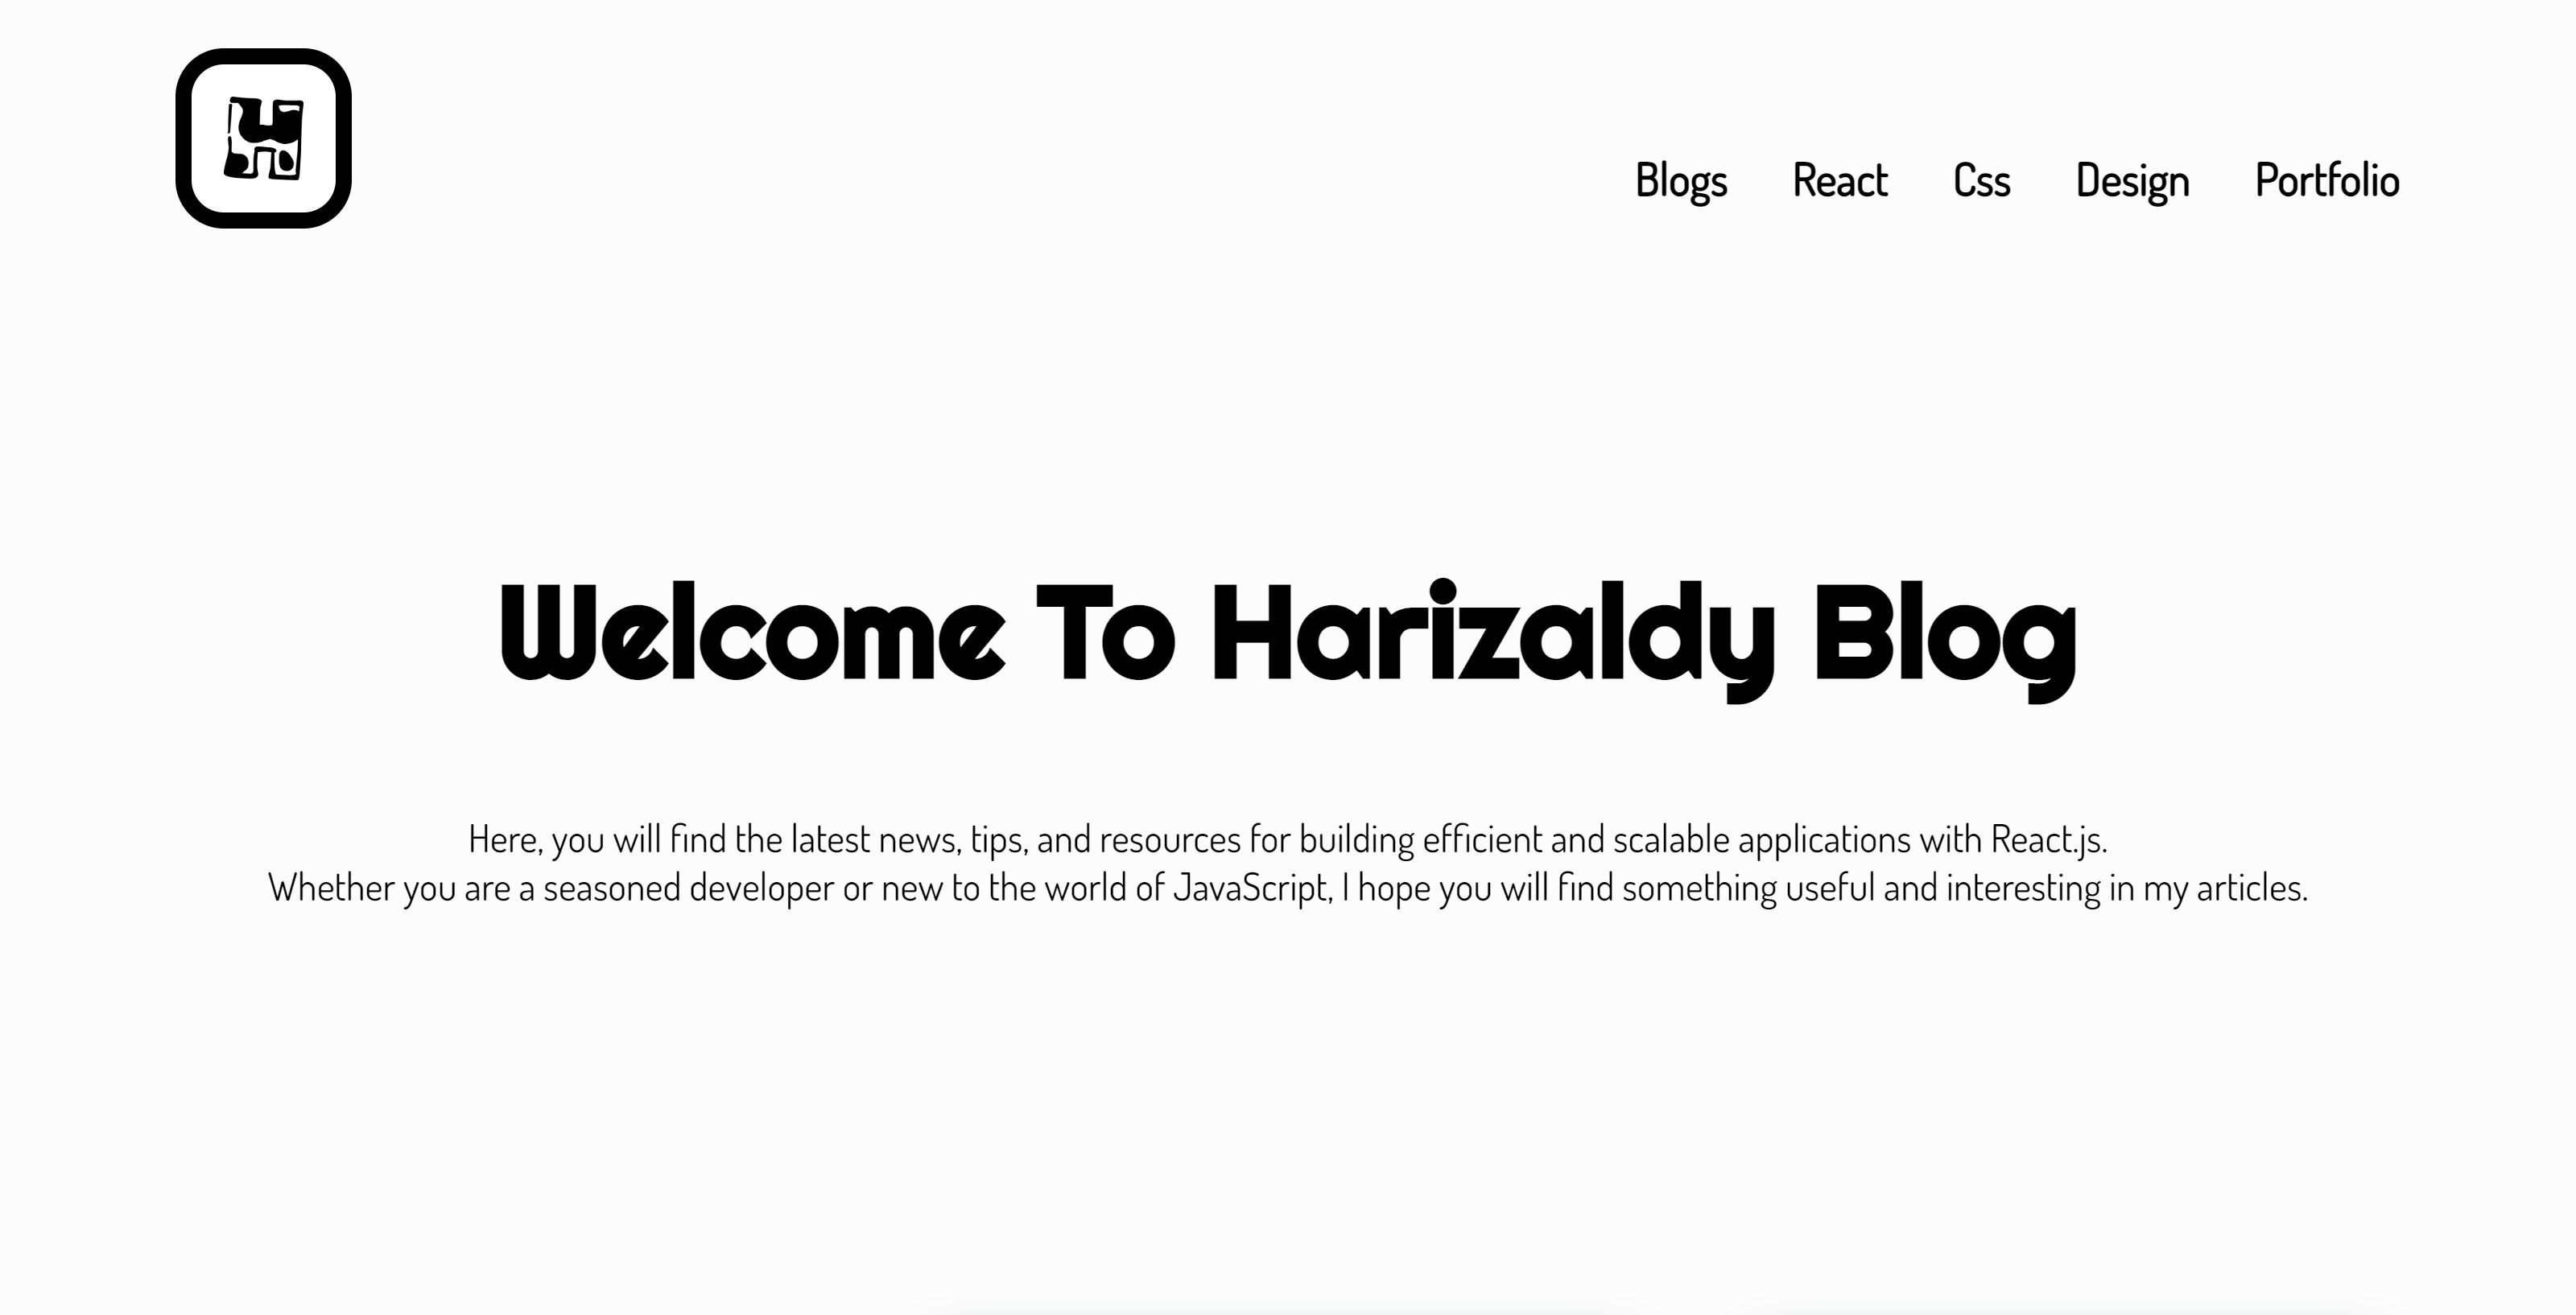 H
Blogs React Css Design Portfolio
Welcome To Harizaldy Blog
Here, you will find the latest news, tips, and resources for building efficient and scalable applications with React.js.
Whether you are a seasoned developer or new to the world of JavaScript, I hope you will find something useful and interesting in my articles.